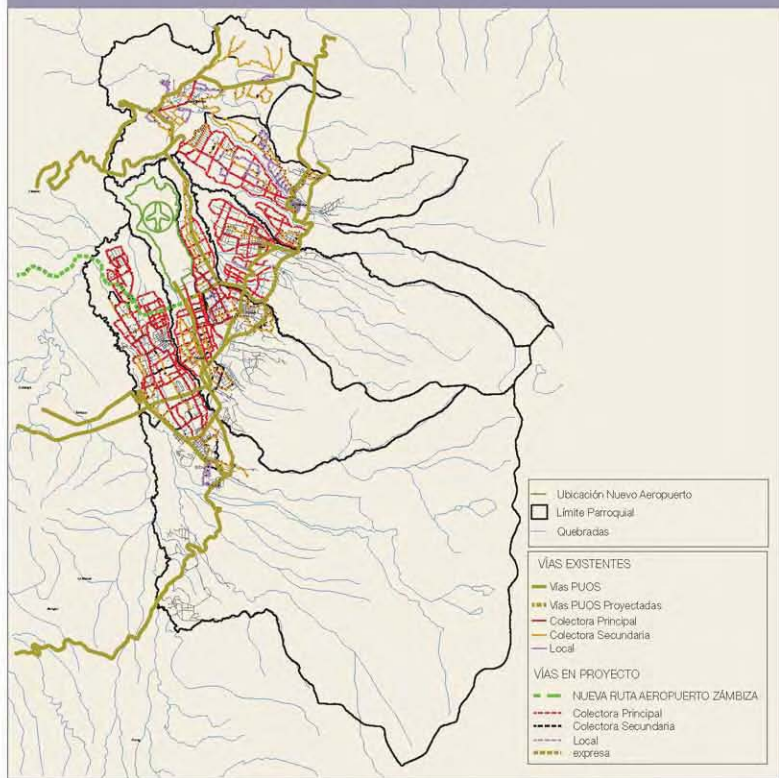 Ubicación Nuevo Aeropuerto
Límite Parroquial
Quebradas
VÍAS EXISTENTES
Vías PUOS
Vías PUOS Proyectadas
Colectora Principal
Colectora Secundaria
Local
VÍAS EN PROYECTO
NUEVA RUTA AEROPUERTO ZÁMBIZA
Colectora Principal
Colectora Secundaria
Local
expresa